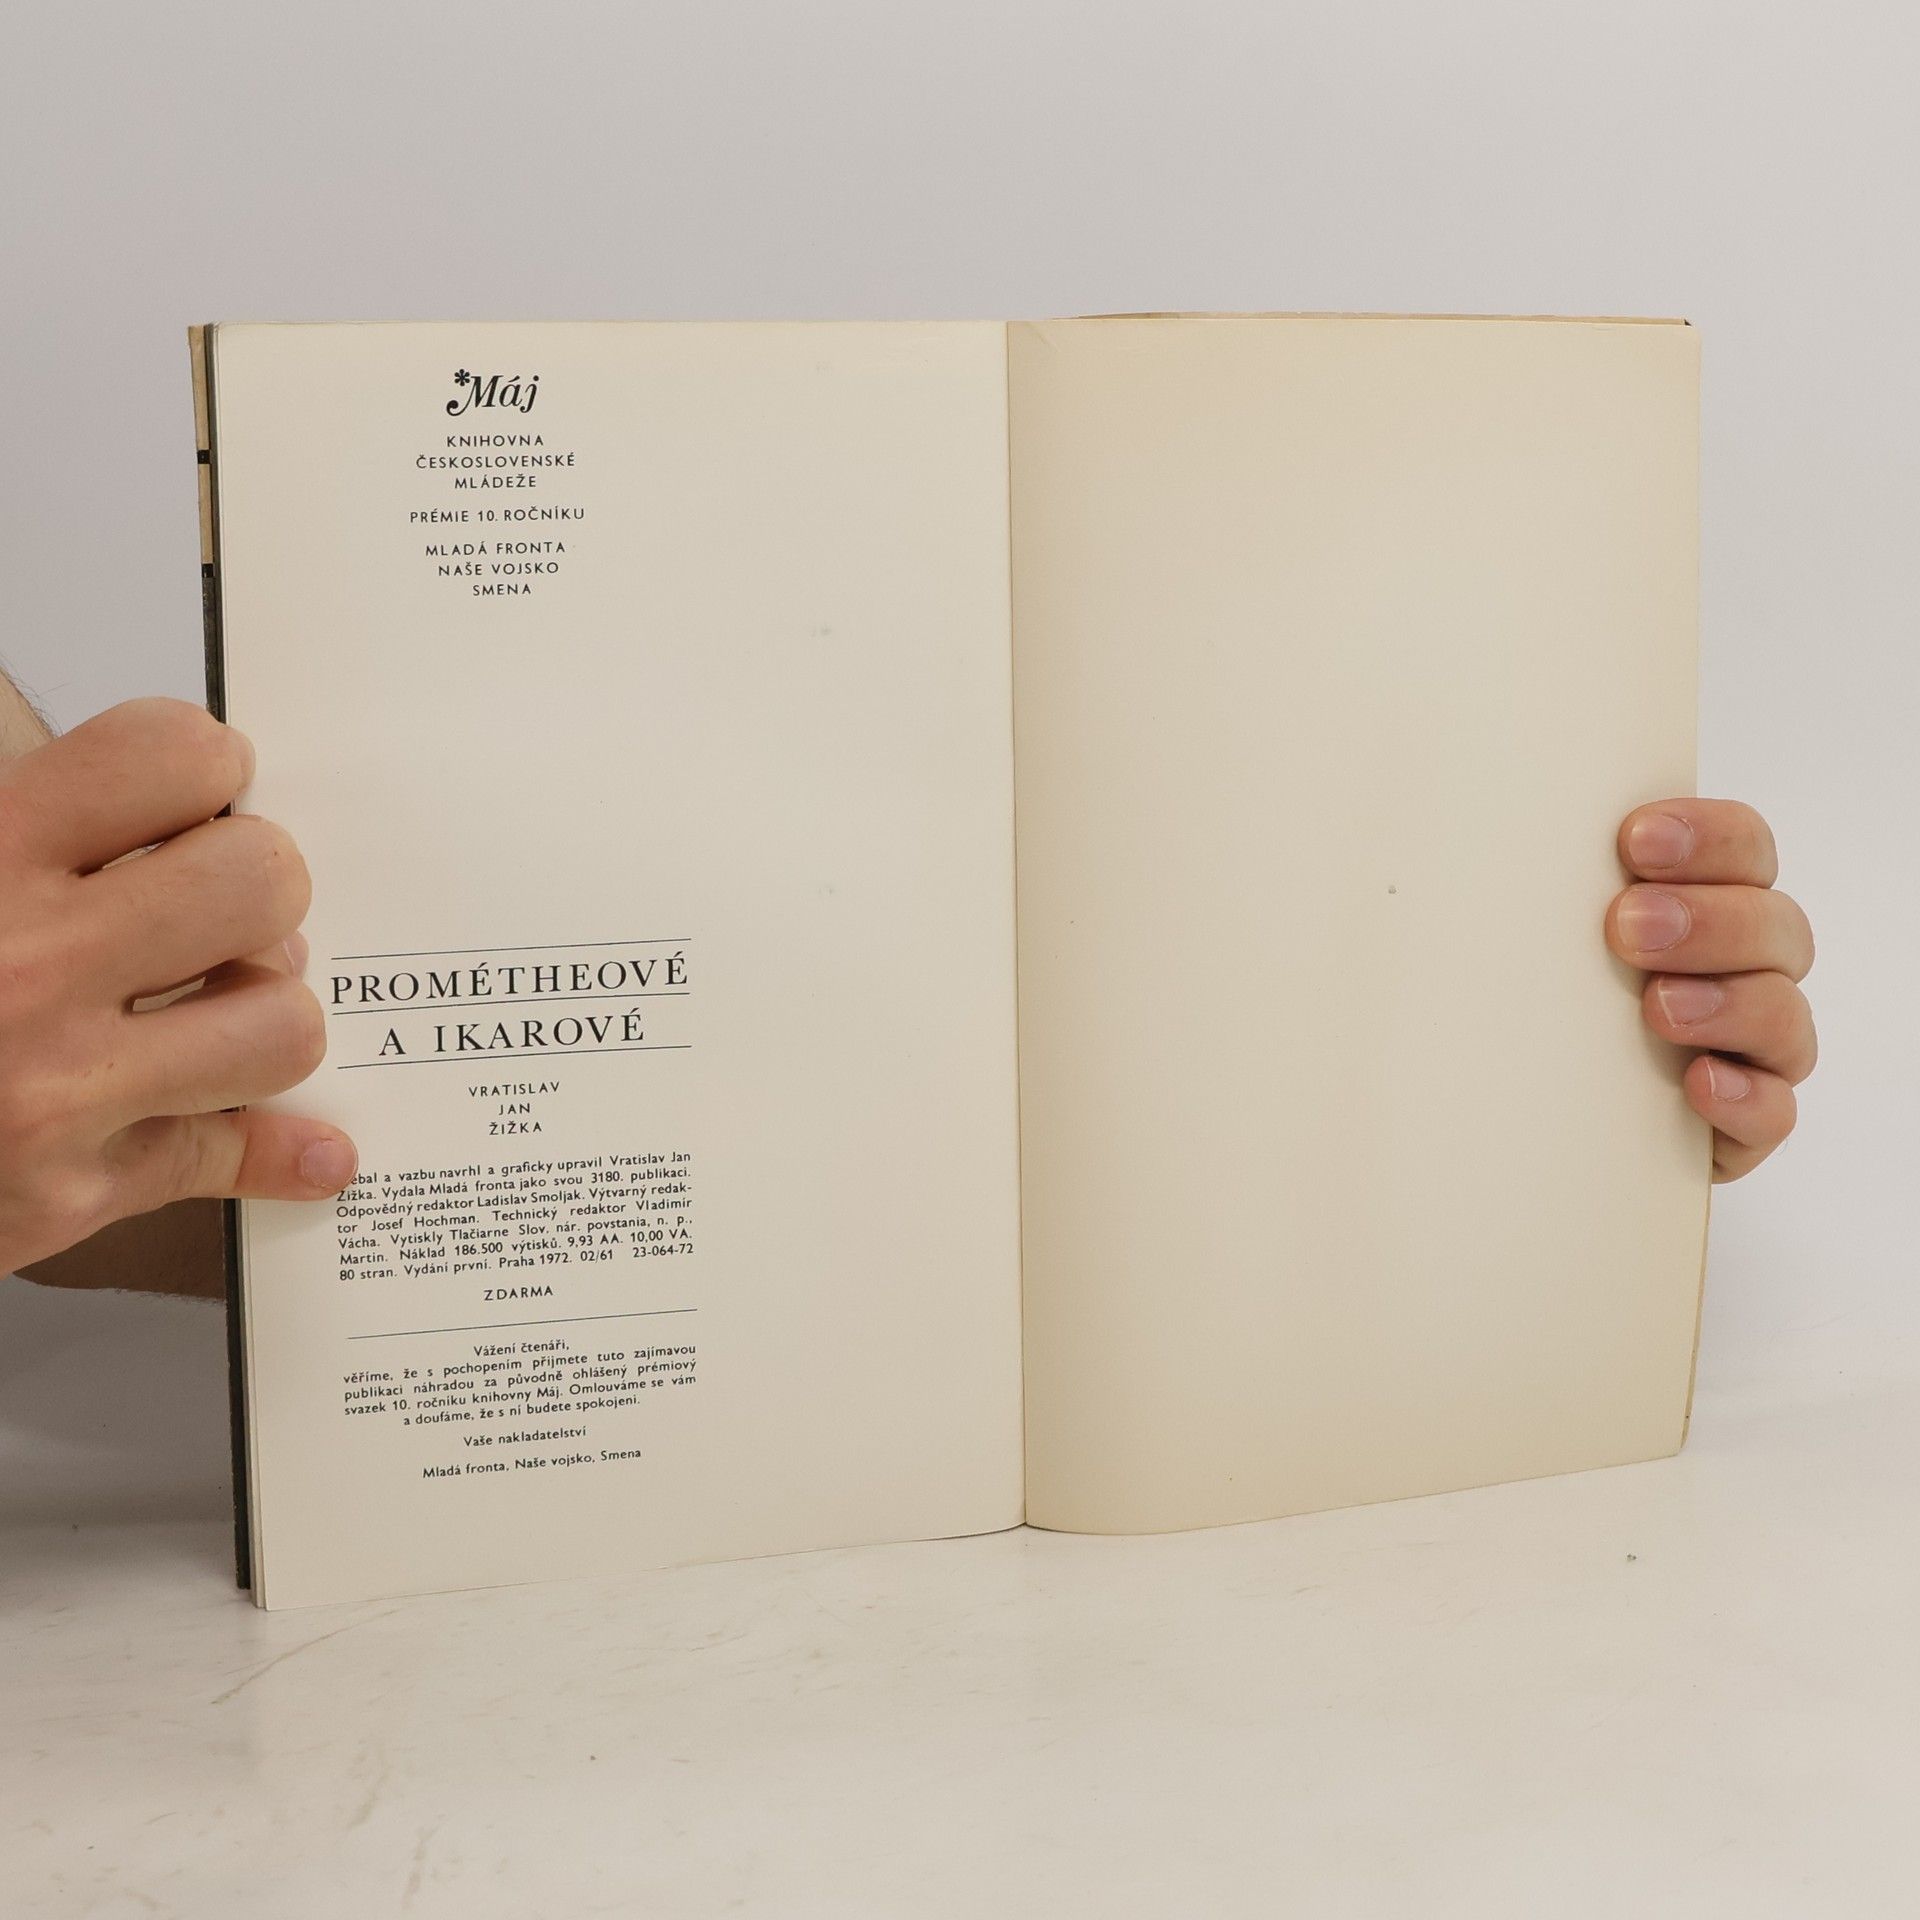 *Máj
KNIHOVNA
ČESKOSLOVENSKÉ
MLÁDEŽE
PRÉMIE 10. ROČNÍKU
MLADÁ FRONTA
NAŠE VOJSKO
SMENA
PROMÉTHEOVÉ
A IKAROVÉ
VRATISLAV
JAN
ŽIŽKA
a vazbu navrhl a graficky upravil Vratislav Jan
Žižka. Vydala Mladá fronta jako svou 3180. publikaci.
Odpovědný redaktor Ladislav Smoljak. Výtvarný redak-
tor Josef Hochman. Technický redaktor Vladimír
Vácha. Vytiskly Tlačiarne Slov. nár. povstania, n. p.,
Martin. Náklad 186.500 výtisků. 9,93 AA. 10,00 VA.
80 stran. Vydání první. Praha 1972. 02/61 23-064-72
ZDARMA
Vážení čtenáři,
věříme, že s pochopením přijmete tuto zajímavou
publikaci náhradou za původně ohlášený prémiový
svazek 10. ročníku knihovny Máj. Omlouváme se vám
a doufáme, že s ní budete spokojeni.
Vaše nakladatelství
Mladá fronta, Naše vojsko, Smena